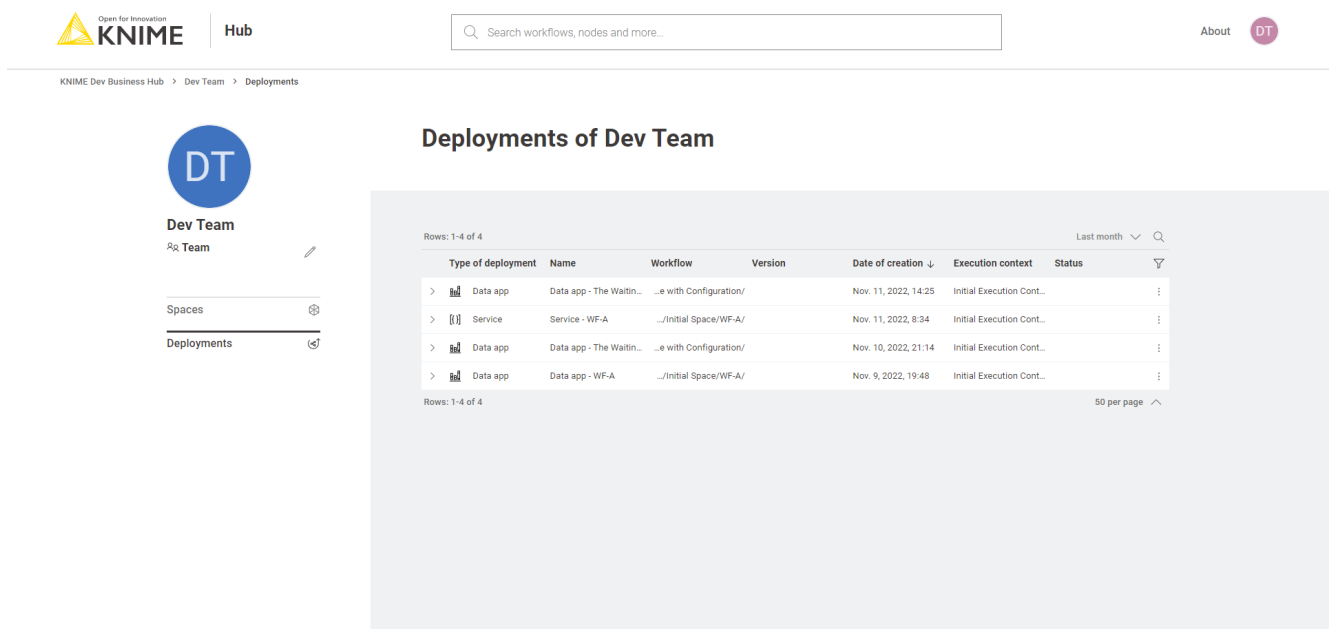 Open for Innovation
KNIME
Hub
Search workflows, nodes and more...
About
DT
KNIME Dev Business Hub > Dev Team > Deployments
DT
Dev Team
Team
Spaces
Deployments
Deployments of Dev Team
Rows: 1-4 of 4
Last month
Type of deployment Name Workflow Version Date of creation ↓ Execution context Status
Data app Data app - The Waitin... ...e with Configuration/ Nov. 11, 2022, 14:25 Initial Execution Cont...
Service Service - WF-A .../Initial Space/WF-A/ Nov. 11, 2022, 8:34 Initial Execution Cont...
Data app Data app - The Waitin... ...e with Configuration/ Nov. 10, 2022, 21:14 Initial Execution Cont...
Data app Data app - WF-A .../Initial Space/WF-A/ Nov. 9, 2022, 19:48 Initial Execution Cont...
Rows: 1-4 of 4
50 per page